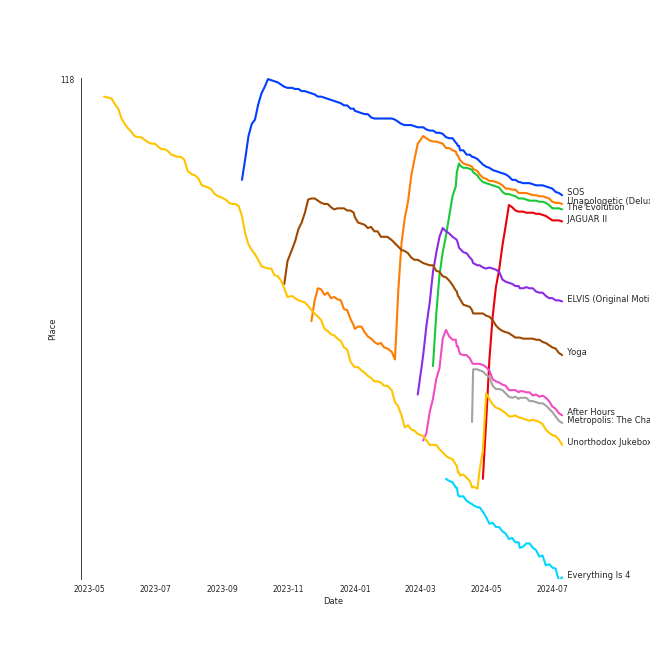 118
Place
SOS
Unapologetic (Delux
The Evolution
JAGUAR II
ELVIS (Original Moti
Yoga
After Hours
Metropolis: The Cha
Unorthodox Jukebox
Everything Is 4
2023-05 2023-07 2023-09 2023-11 2024-01 2024-03 2024-05 2024-07
Date